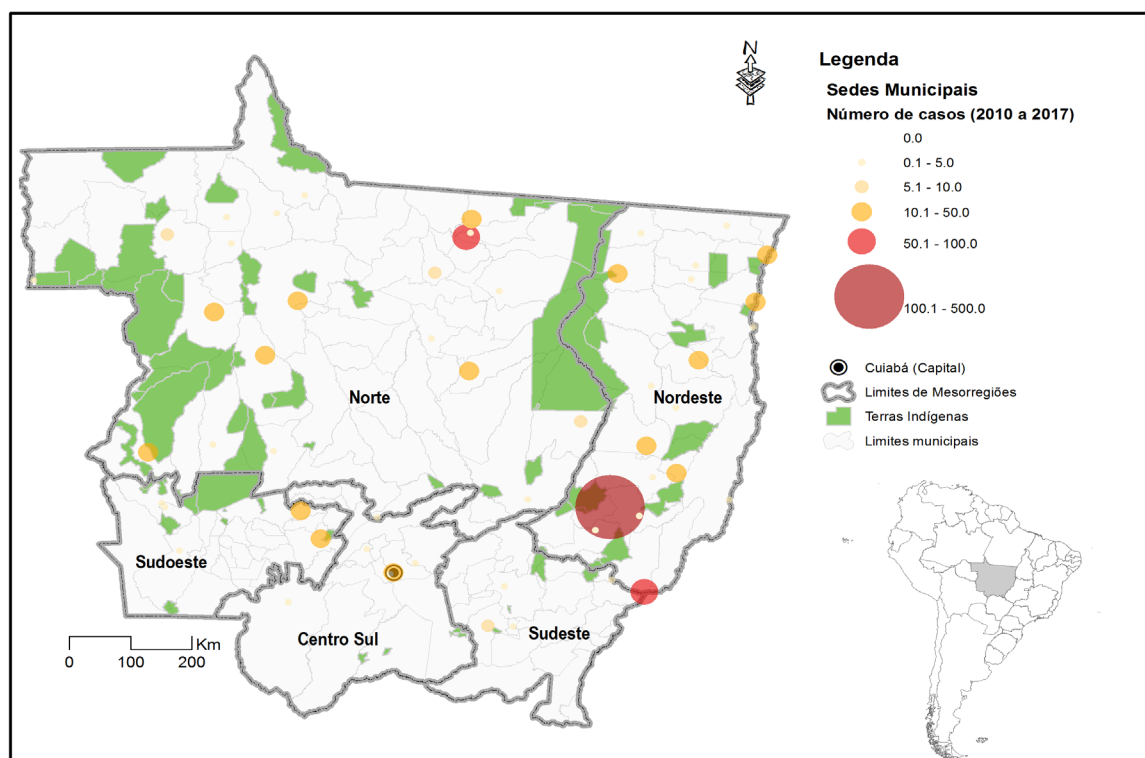 N
Legenda
Sedes Municipais
Número de casos (2010 a 2017)
0.0
0.1 - 5.0
5.1 - 10.0
10.1 - 50.0
50.1 - 100.0
100.1 - 500.0
Cuiabá (Capital)
Limites de Mesorregiões
Terras Indígenas
Limites municipais
Norte
Nordeste
Sudoeste
Centro Sul
Sudeste
Km
0 100 200